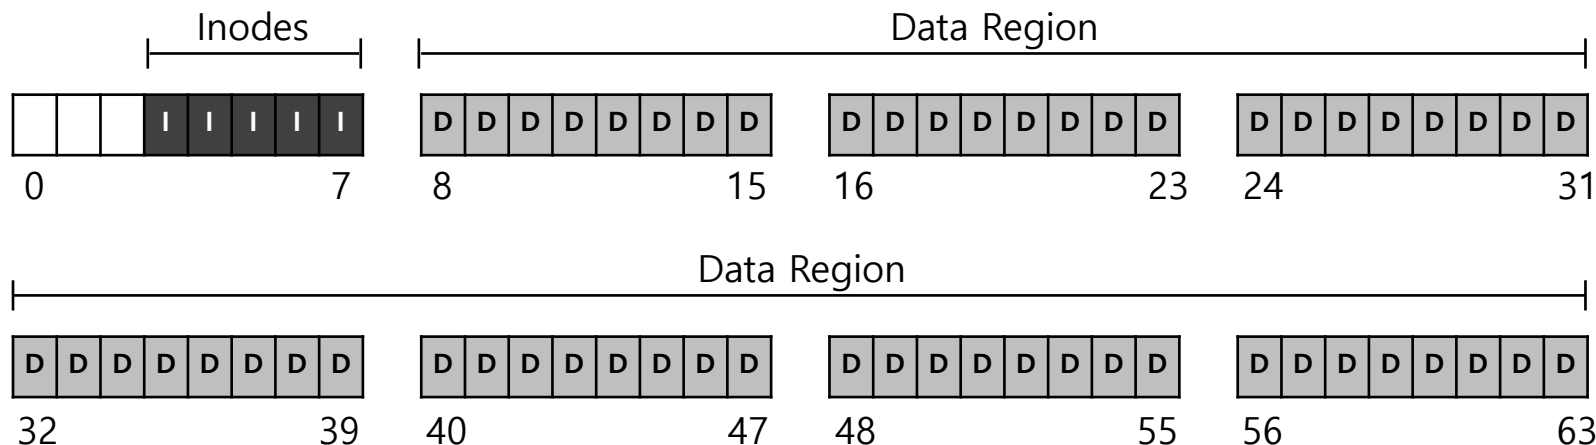 Inodes Data Region
I I I I I D D D D D D D D D D D D D D D D D D D D D D D D
0 7 8 15 16 23 24 31
Data Region
D D D D D D D D D D D D D D D D D D D D D D D D D D D D D D D D
32 39 40 47 48 55 56 63